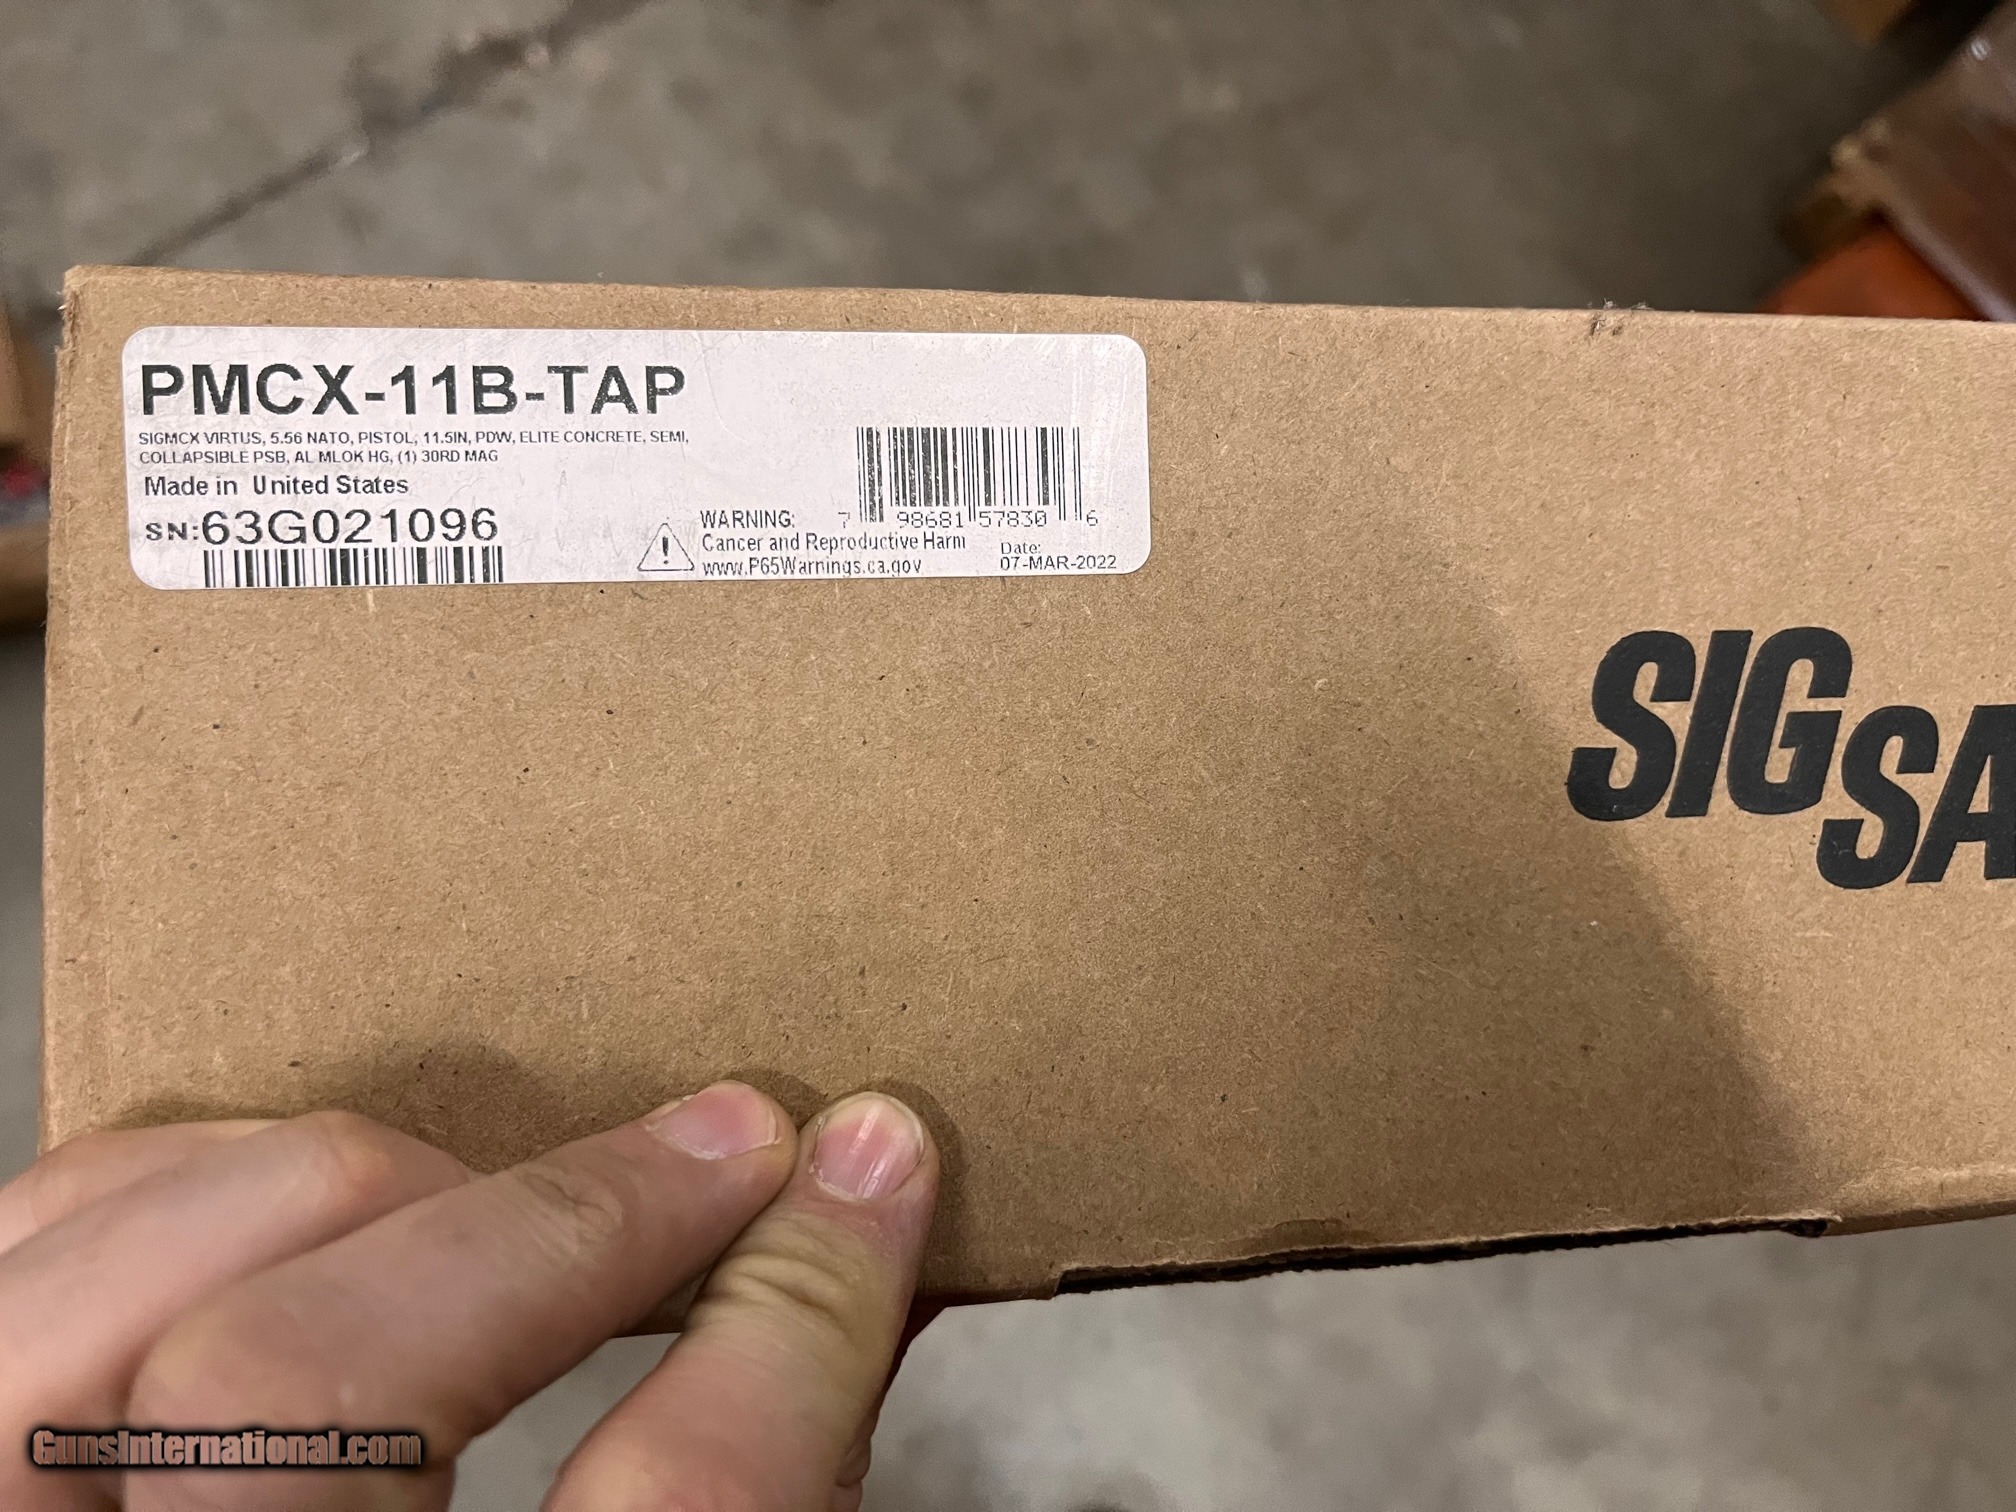 PMCX-11B-TAP
SIGMCX VIRTUS, 5.56 NATO, PISTOL, 11.5IN, PDW, ELITE CONCRETE, SEMI,
COLLAPSIBLE PSB, AL MLOK HG, (1) 30RD MAG
Made in United States
SN:63G021096
7 98681 57830 6
WARNING:
Cancer and Reproductive Harm
www.P65Warnings.ca.gov
Date:
07-MAR-2022
SIG
SA
GunsInternational.com